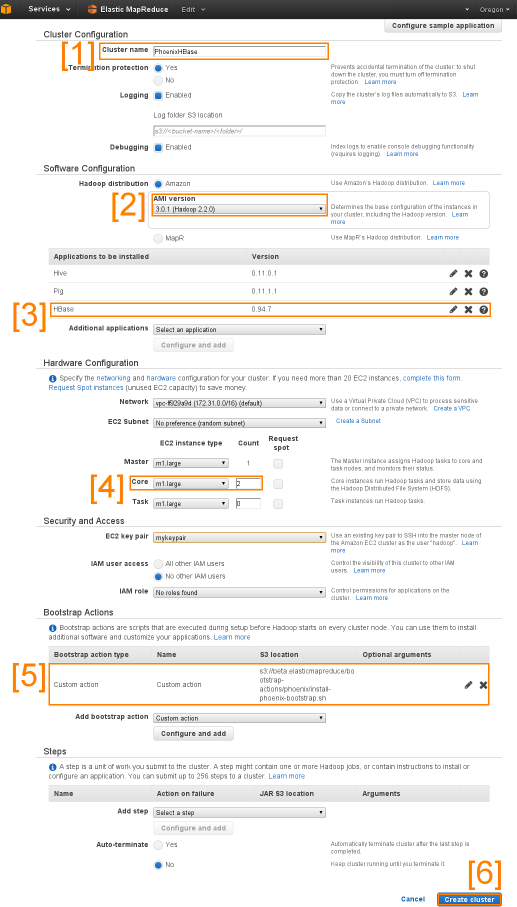 Services Elastic MapReduce Edit Oregon
Configure sample application
Cluster Configuration
[1] Cluster name PhoenixHBase
Termination protection Yes Prevents accidental termination of the cluster: to shut
No down the cluster, you must turn off termination
protection. Learn more
Logging Enabled Copy the cluster's log files automatically to S3. Learn
more
Log folder S3 location
s3://<bucket-name>/<folder>/
Debugging Enabled Index logs to enable console debugging functionality
(requires logging). Learn more
Software Configuration
Hadoop distribution Amazon Use Amazon's Hadoop distribution. Learn more
[2] AMI version
3.0.1 (Hadoop 2.2.0) Determines the base configuration of the instances in
your cluster, including the Hadoop version. Learn
more
MapR Use MapR's Hadoop distribution. Learn more
Applications to be installed Version
Hive 0.11.0.1
Pig 0.11.1.1
[3] HBase 0.94.7
Additional applications Select an application
Configure and add
Hardware Configuration
Specify the networking and hardware configuration for your cluster. If you need more than 20 EC2 instances, complete this form.
Request Spot instances (unused EC2 capacity) to save money.
Network vpc-f929a9d (172.31.0.0/16) (default) Use a Virtual Private Cloud (VPC) to process sensitive
data or connect to a private network. Create a VPC
EC2 Subnet No preference (random subnet) Create a Subnet
EC2 instance type Count Request
spot
Master m1.large 1 The Master instance assigns Hadoop tasks to core and
task nodes, and monitors their status.
[4] Core m1.large 2 Core instances run Hadoop tasks and store data using
the Hadoop Distributed File System (HDFS).
Task m1.large 0 Task instances run Hadoop tasks.
Security and Access
EC2 key pair mykeypair Use an existing key pair to SSH into the master node of
the Amazon EC2 cluster as the user "hadoop". Learn
more
IAM user access All other IAM users Control the visibility of this cluster to other IAM
No other IAM users users. Learn more
IAM role No roles found Control permissions for applications on the
cluster. Learn more
Bootstrap Actions
Bootstrap actions are scripts that are executed during setup before Hadoop starts on every cluster node. You can use them to install
additional software and customize your applications. Learn more
Bootstrap action type Name S3 location Optional arguments
[5] Custom action Custom action s3://beta.elasticmapreduce/bo
otstrap-
actions/phoenix/install-
phoenix-bootstrap.sh
Add bootstrap action Custom action
Configure and add
Steps
A step is a unit of work you submit to the cluster. A step might contain one or more Hadoop jobs, or contain instructions to install or
configure an application. You can submit up to 256 steps to a cluster. Learn more
Name Action on failure JAR S3 location Arguments
Add step Select a step
Configure and add
Auto-terminate Yes Automatically terminate cluster after the last step is
completed.
No Keep cluster running until you terminate it.
[6]
Cancel Create cluster